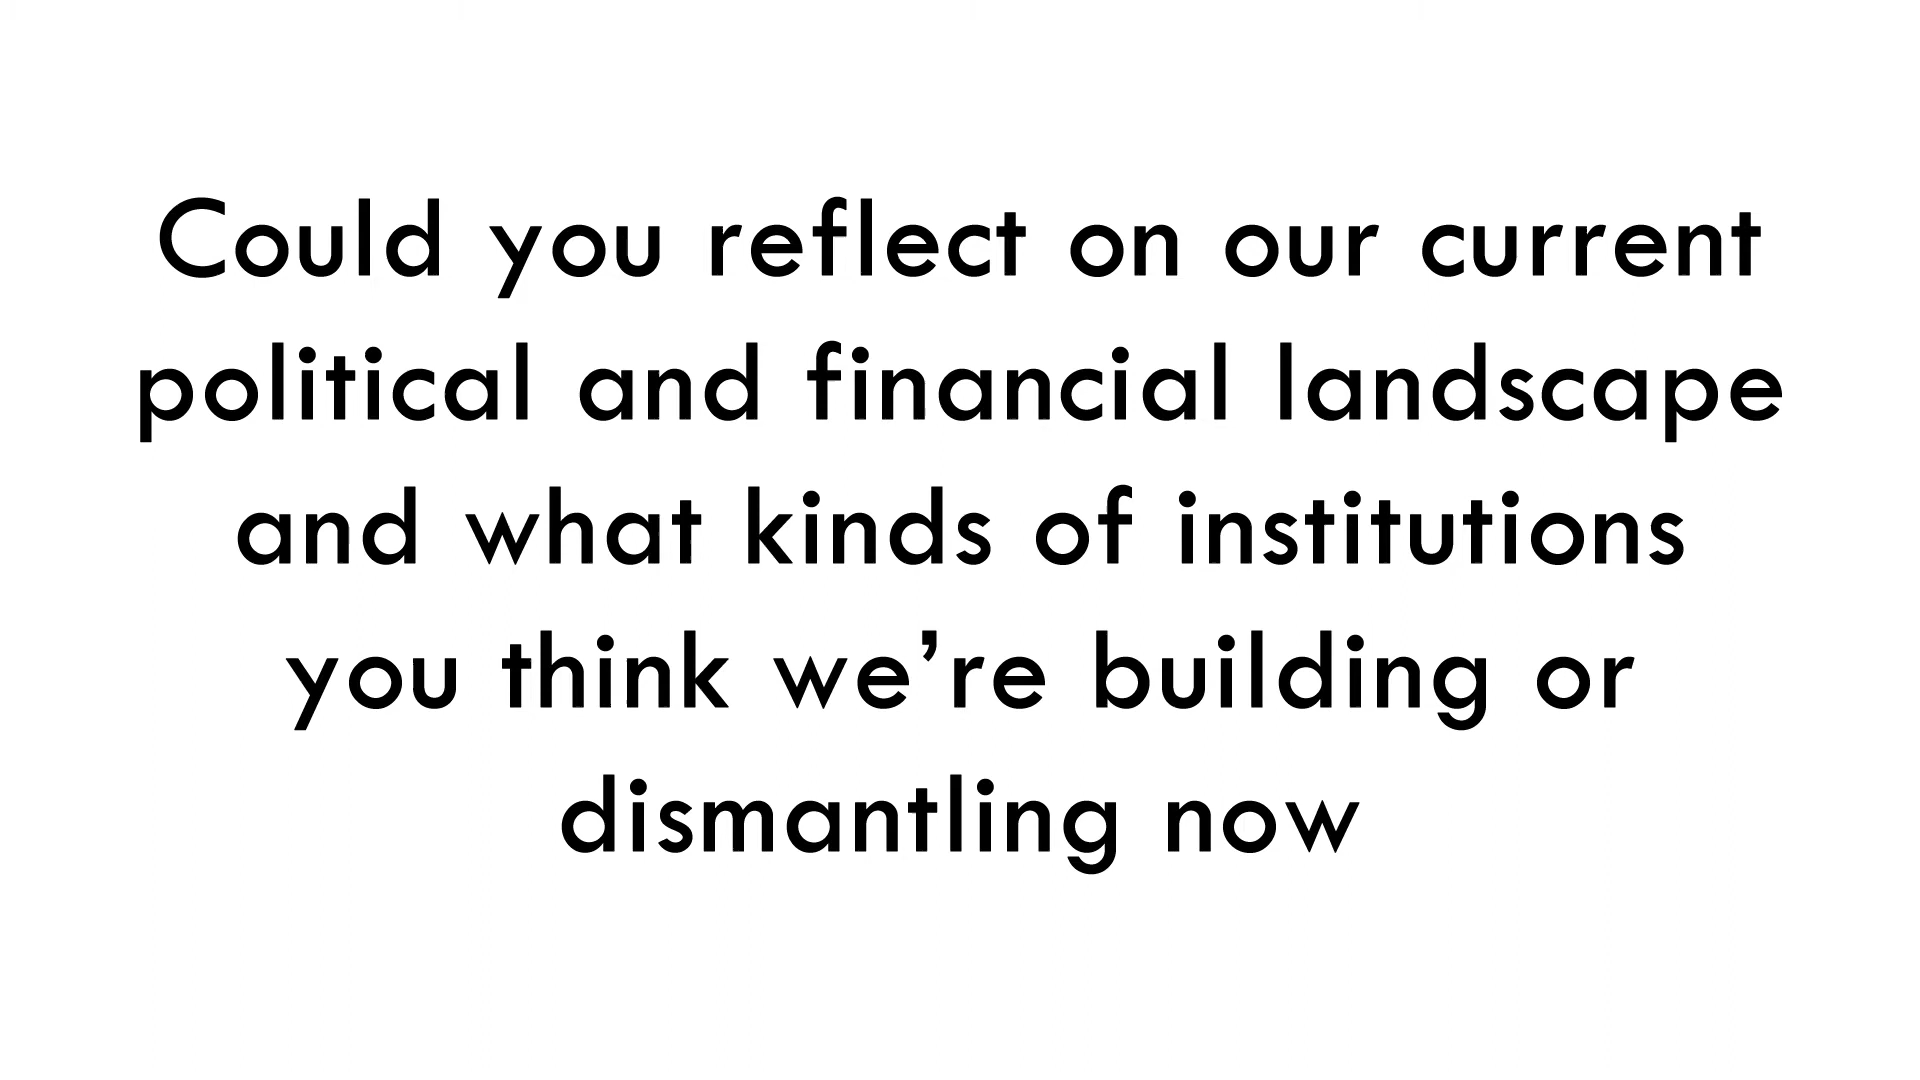 Could you reflect on our current
political and financial landscape
and what kinds of institutions
you think we’re building or
dismantling now